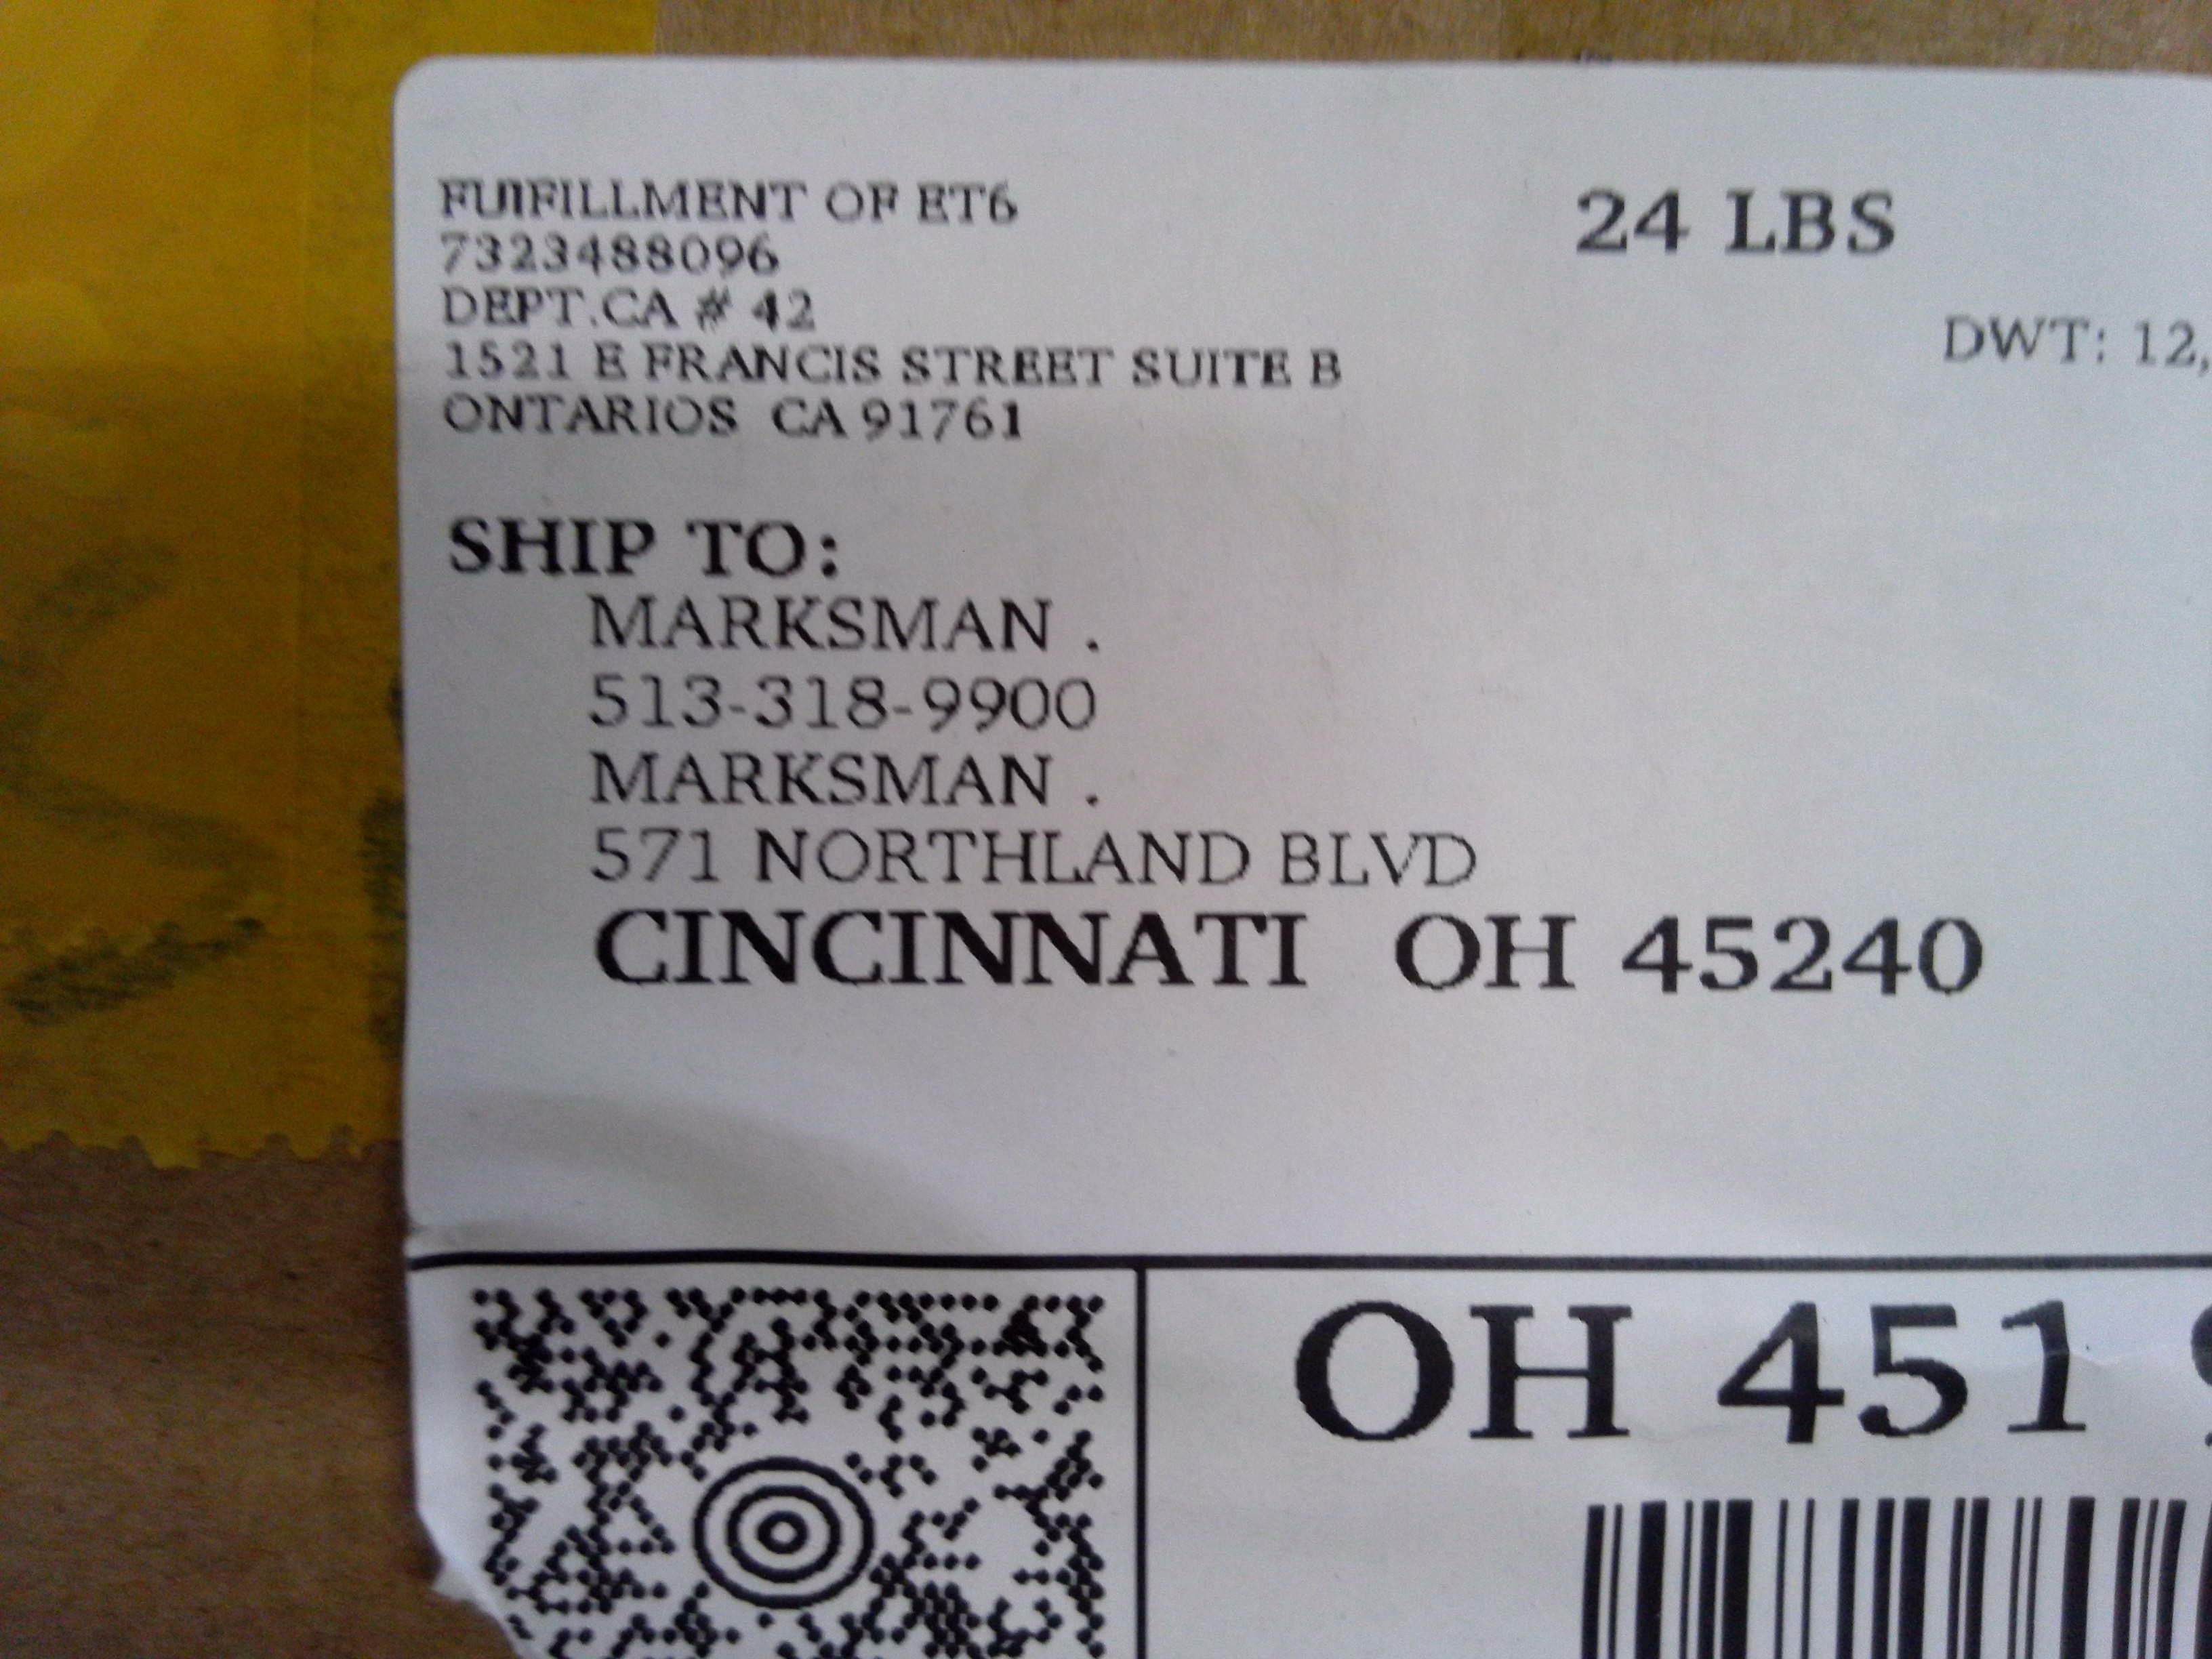 FUIFILLMENT OF ET6
7323488096
DEPT.CA # 42
1521 E FRANCIS STREET SUITE B
ONTARIOS CA 91761
24 LBS
DWT: 12,
SHIP TO:
MARKSMAN .
513-318-9900
MARKSMAN .
571 NORTHLAND BLVD
CINCINNATI OH 45240
OH 451